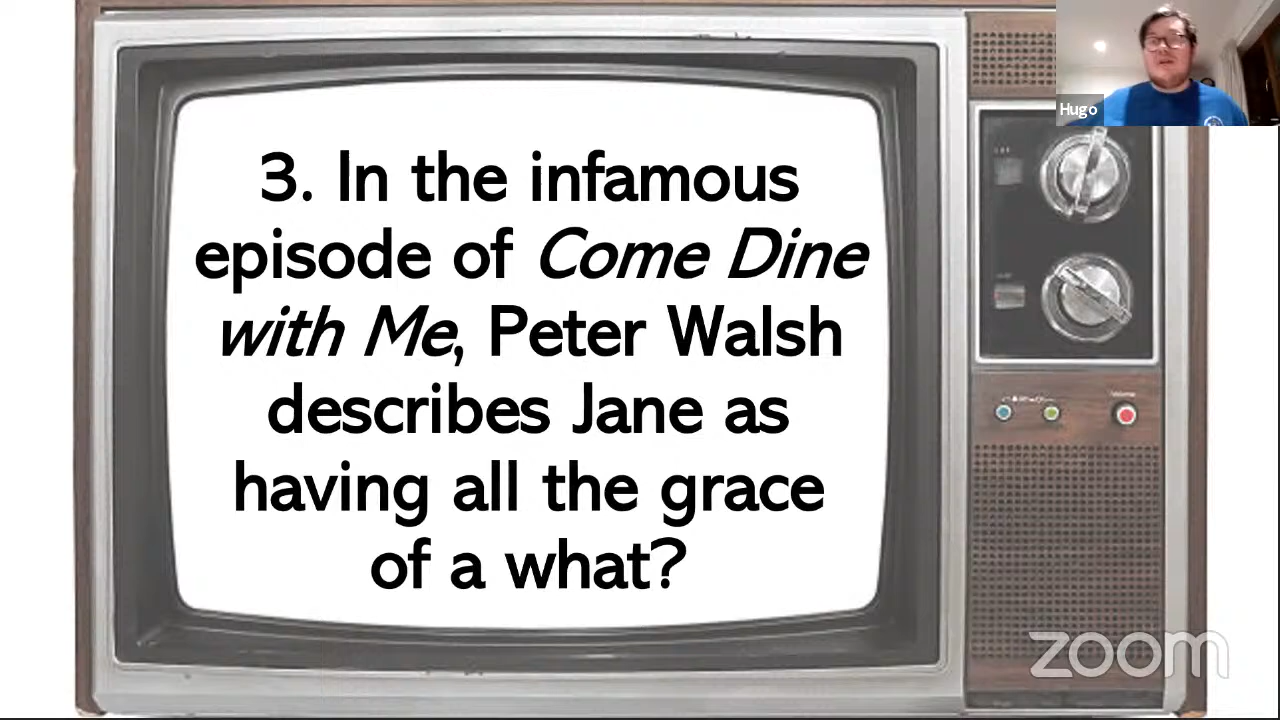 3. In the infamous
episode of Come Dine
with Me, Peter Walsh
describes Jane as
having all the grace
of a what?
Hugo
zoom